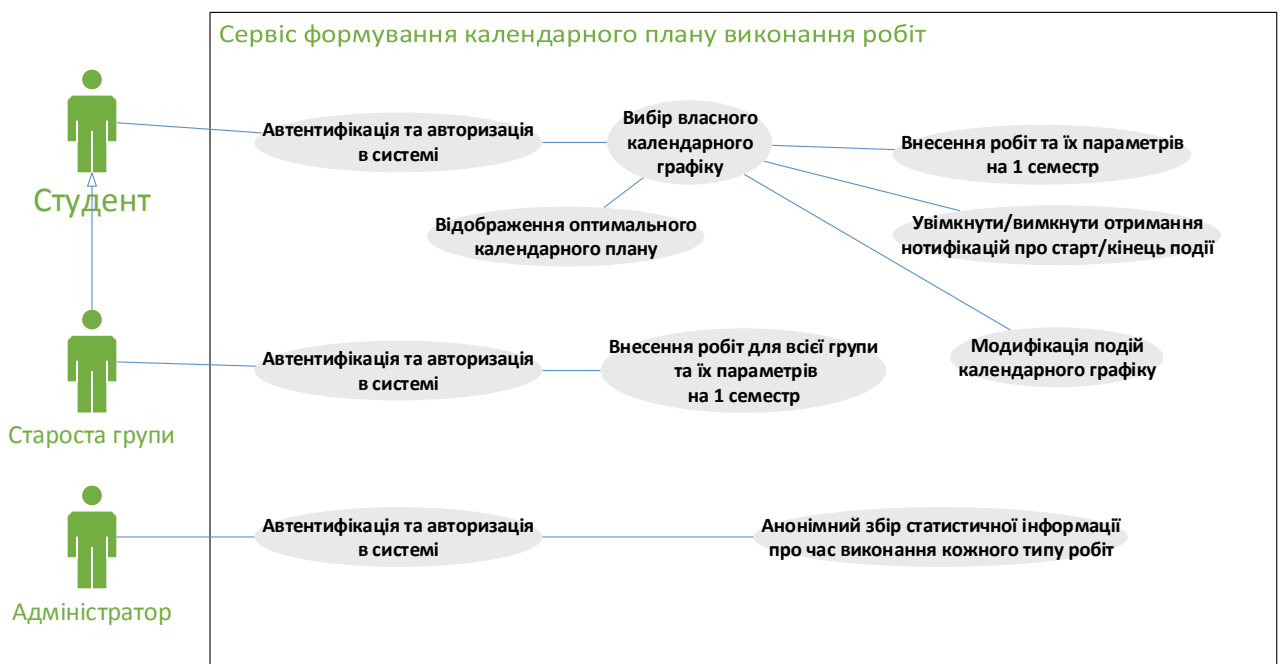 Сервіс формування календарного плану виконання робіт
Автентифікація та авторизація
в системі
Вибір власного
календарного
графіку
Внесення робіт та їх параметрів
на 1 семестр
Студент
Відображення оптимального
календарного плану
Увімкнути/вимкнути отримання
нотифікацій про старт/кінець події
Автентифікація та авторизація
в системі
Внесення робіт для всієї групи
та їх параметрів
на 1 семестр
Модифікація подій
календарного графіку
Староста групи
Автентифікація та авторизація
в системі
Анонімний збір статистичної інформації
про час виконання кожного типу робіт
Адміністратор